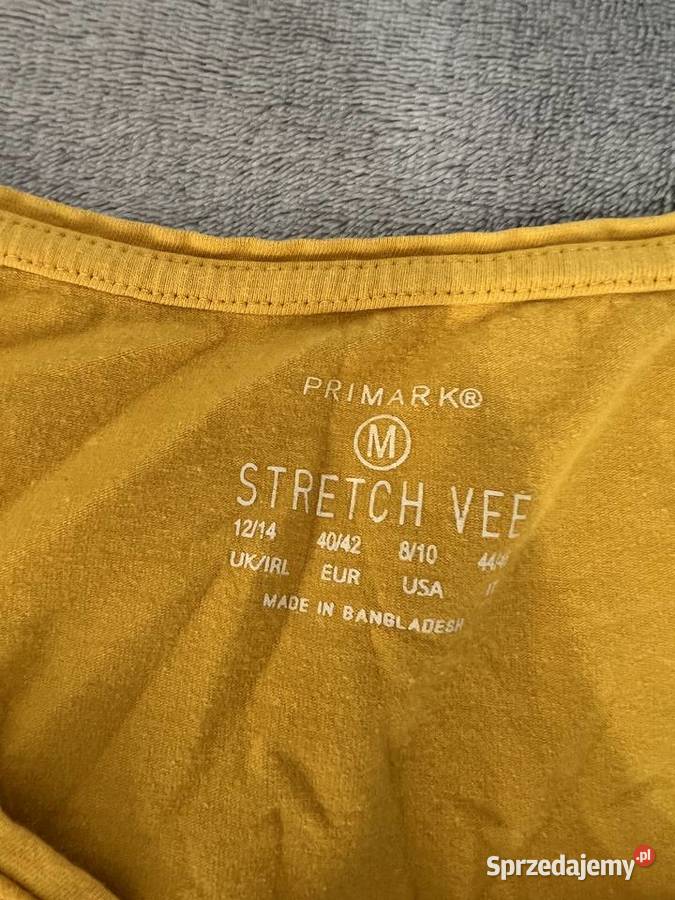 PRIMARK®
M
STRETCH VEE
12/14 40/42 8/10
UK/IRL EUR USA
MADE IN BANGLADESH
Sprzedajemy.pl